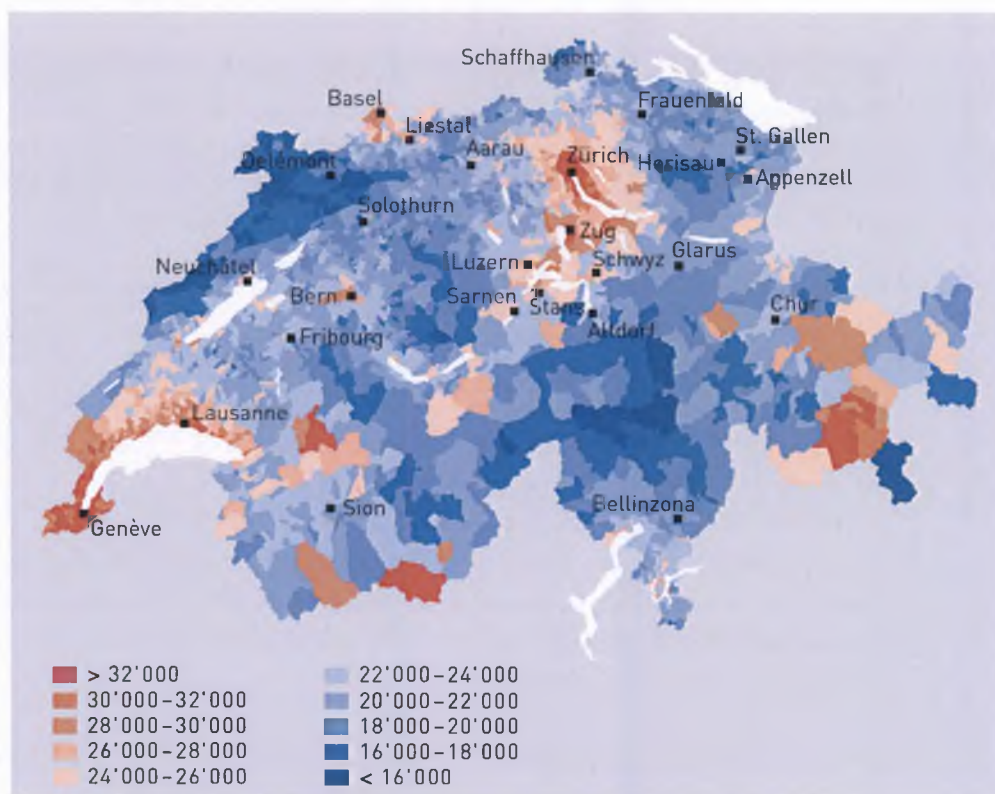 Schaffhausen
Basel
Frauenfeld
Liestal
St. Gallen
Aarau
Zürich
Herisau
Delémont
Appenzell
Solothurn
Zug
Glarus
Luzern
Schwyz
Neuchâtel
Bern
Sarnen
Stans
Chur
Altdorf
Fribourg
Lausanne
Sion
Bellinzona
Genève
> 32'000
30'000–32'000
28'000–30'000
26'000–28'000
24'000–26'000
22'000–24'000
20'000–22'000
18'000–20'000
16'000–18'000
< 16'000